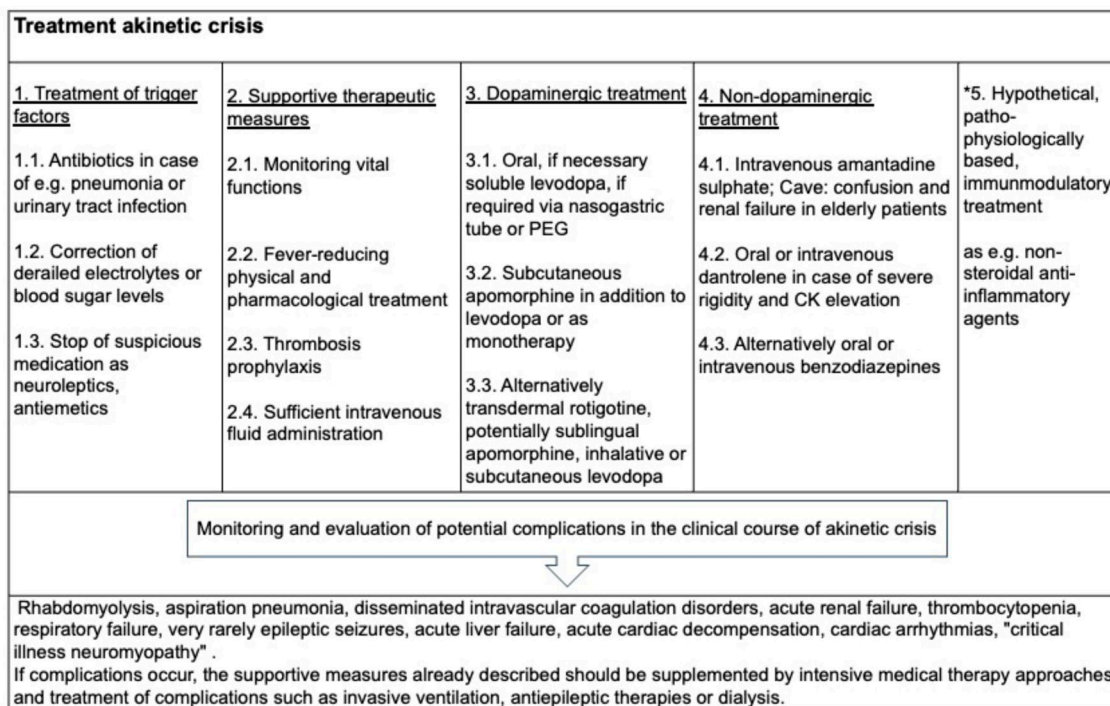 Treatment akinetic crisis
1. Treatment of trigger
factors
1.1. Antibiotics in case
of e.g. pneumonia or
urinary tract infection
1.2. Correction of
derailed electrolytes or
blood sugar levels
1.3. Stop of suspicious
medication as
neuroleptics,
antiemetics
2. Supportive therapeutic
measures
2.1. Monitoring vital
functions
2.2. Fever-reducing
physical and
pharmacological treatment
2.3. Thrombosis
prophylaxis
2.4. Sufficient intravenous
fluid administration
3. Dopaminergic treatment
3.1. Oral, if necessary
soluble levodopa, if
required via nasogastric
tube or PEG
3.2. Subcutaneous
apomorphine in addition to
levodopa or as
monotherapy
3.3. Alternatively
transdermal rotigotine,
potentially sublingual
apomorphine, inhalative or
subcutaneous levodopa
4. Non-dopaminergic
treatment
4.1. Intravenous amantadine
sulphate; Cave: confusion and
renal failure in elderly patients
4.2. Oral or intravenous
dantrolene in case of severe
rigidity and CK elevation
4.3. Alternatively oral or
intravenous benzodiazepines
*5. Hypothetical,
patho-
physiologically
based,
immunmodulatory
treatment
as e.g. non-
steroidal anti-
inflammatory
agents
Monitoring and evaluation of potential complications in the clinical course of akinetic crisis
Rhabdomyolysis, aspiration pneumonia, disseminated intravascular coagulation disorders, acute renal failure, thrombocytopenia,
respiratory failure, very rarely epileptic seizures, acute liver failure, acute cardiac decompensation, cardiac arrhythmias, "critical
illness neuromyopathy" .
If complications occur, the supportive measures already described should be supplemented by intensive medical therapy approaches
and treatment of complications such as invasive ventilation, antiepileptic therapies or dialysis.